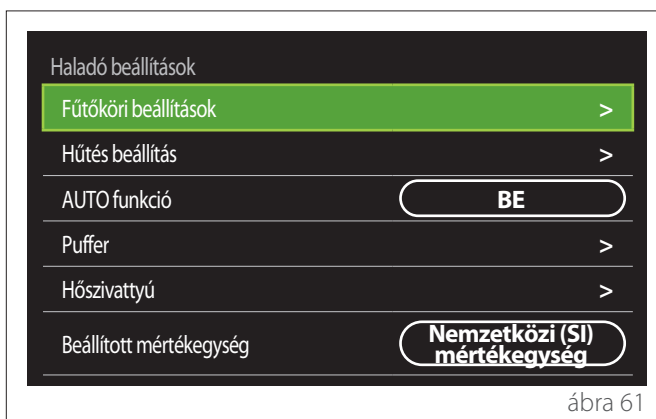 Haladó beállítások
Fűtőköri beállítások >
Hűtés beállítás >
AUTO funkció BE
Puffer >
Hőszivattyú >
Beállított mértékegység Nemzetközi (SI)
mértékegység
ábra 61